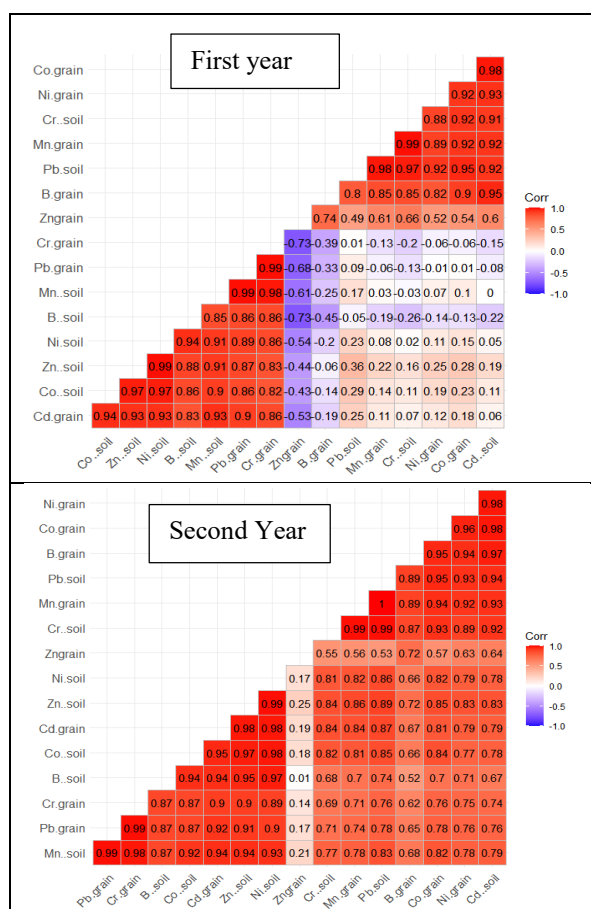 First year
Co.grain 0.98
Ni.grain 0.92 0.93
Cr..soil 0.88 0.92 0.91
Mn.grain 0.99 0.89 0.92 0.92
Pb.soil 0.98 0.97 0.92 0.95 0.92
B.grain 0.8 0.85 0.85 0.82 0.9 0.95
Zngrain 0.74 0.49 0.61 0.66 0.52 0.54 0.6
Cr.grain -0.73 -0.39 0.01 -0.13 -0.2 -0.06 -0.06 -0.15
Pb.grain 0.99 -0.68 -0.33 0.09 -0.06 -0.13 -0.01 0.01 -0.08
Mn..soil 0.99 0.98 -0.61 -0.25 0.17 0.03 -0.03 0.07 0.1 0
B..soil 0.85 0.86 0.86 -0.73 -0.45 -0.05 -0.19 -0.26 -0.14 -0.13 -0.22
Ni.soil 0.94 0.91 0.89 0.86 -0.54 -0.2 0.23 0.08 0.02 0.11 0.15 0.05
Zn..soil 0.99 0.88 0.91 0.87 0.83 -0.44 -0.06 0.36 0.22 0.16 0.25 0.28 0.19
Co..soil 0.97 0.97 0.86 0.9 0.86 0.82 -0.43 -0.14 0.29 0.14 0.11 0.19 0.23 0.11
Cd.grain 0.94 0.93 0.93 0.83 0.93 0.9 0.86 -0.53 -0.19 0.25 0.11 0.07 0.12 0.18 0.06
Co..soil Zn..soil Ni.soil B..soil Mn..soil Pb.grain Cr.grain Zngrain B.grain Pb.soil Mn.grain Cr..soil Ni.grain Co.grain Cd..soil
Corr
1.0
0.5
0.0
-0.5
-1.0
Second Year
Ni.grain 0.98
Co.grain 0.96 0.98
B.grain 0.95 0.94 0.97
Pb.soil 0.89 0.95 0.93 0.94
Mn.grain 1 0.89 0.94 0.92 0.93
Cr..soil 0.99 0.99 0.87 0.93 0.89 0.92
Zngrain 0.55 0.56 0.53 0.72 0.57 0.63 0.64
Ni.soil 0.17 0.81 0.82 0.86 0.66 0.82 0.79 0.78
Zn..soil 0.99 0.25 0.84 0.86 0.89 0.72 0.85 0.83 0.83
Cd.grain 0.98 0.98 0.19 0.84 0.84 0.87 0.67 0.81 0.79 0.79
Co..soil 0.95 0.97 0.98 0.18 0.82 0.81 0.85 0.66 0.84 0.77 0.78
B..soil 0.94 0.94 0.95 0.97 0.01 0.68 0.7 0.74 0.52 0.7 0.71 0.67
Cr.grain 0.87 0.87 0.9 0.9 0.89 0.14 0.69 0.71 0.76 0.62 0.76 0.75 0.74
Pb.grain 0.99 0.87 0.87 0.92 0.91 0.9 0.17 0.71 0.74 0.78 0.65 0.78 0.76 0.76
Mn..soil 0.99 0.98 0.87 0.92 0.94 0.94 0.93 0.21 0.77 0.78 0.83 0.68 0.82 0.78 0.79
Pb.grain Cr.grain B..soil Co..soil Cd.grain Zn..soil Ni.soil Zngrain Cr..soil Mn.grain Pb.soil B.grain Co.grain Ni.grain Cd..soil
Corr
1.0
0.5
0.0
-0.5
-1.0